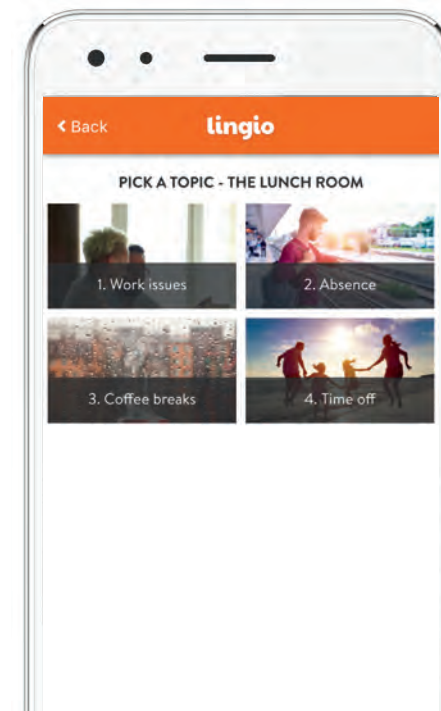 Back
lingio
PICK A TOPIC - THE LUNCH ROOM
1. Work issues
2. Absence
3. Coffee breaks
4. Time off